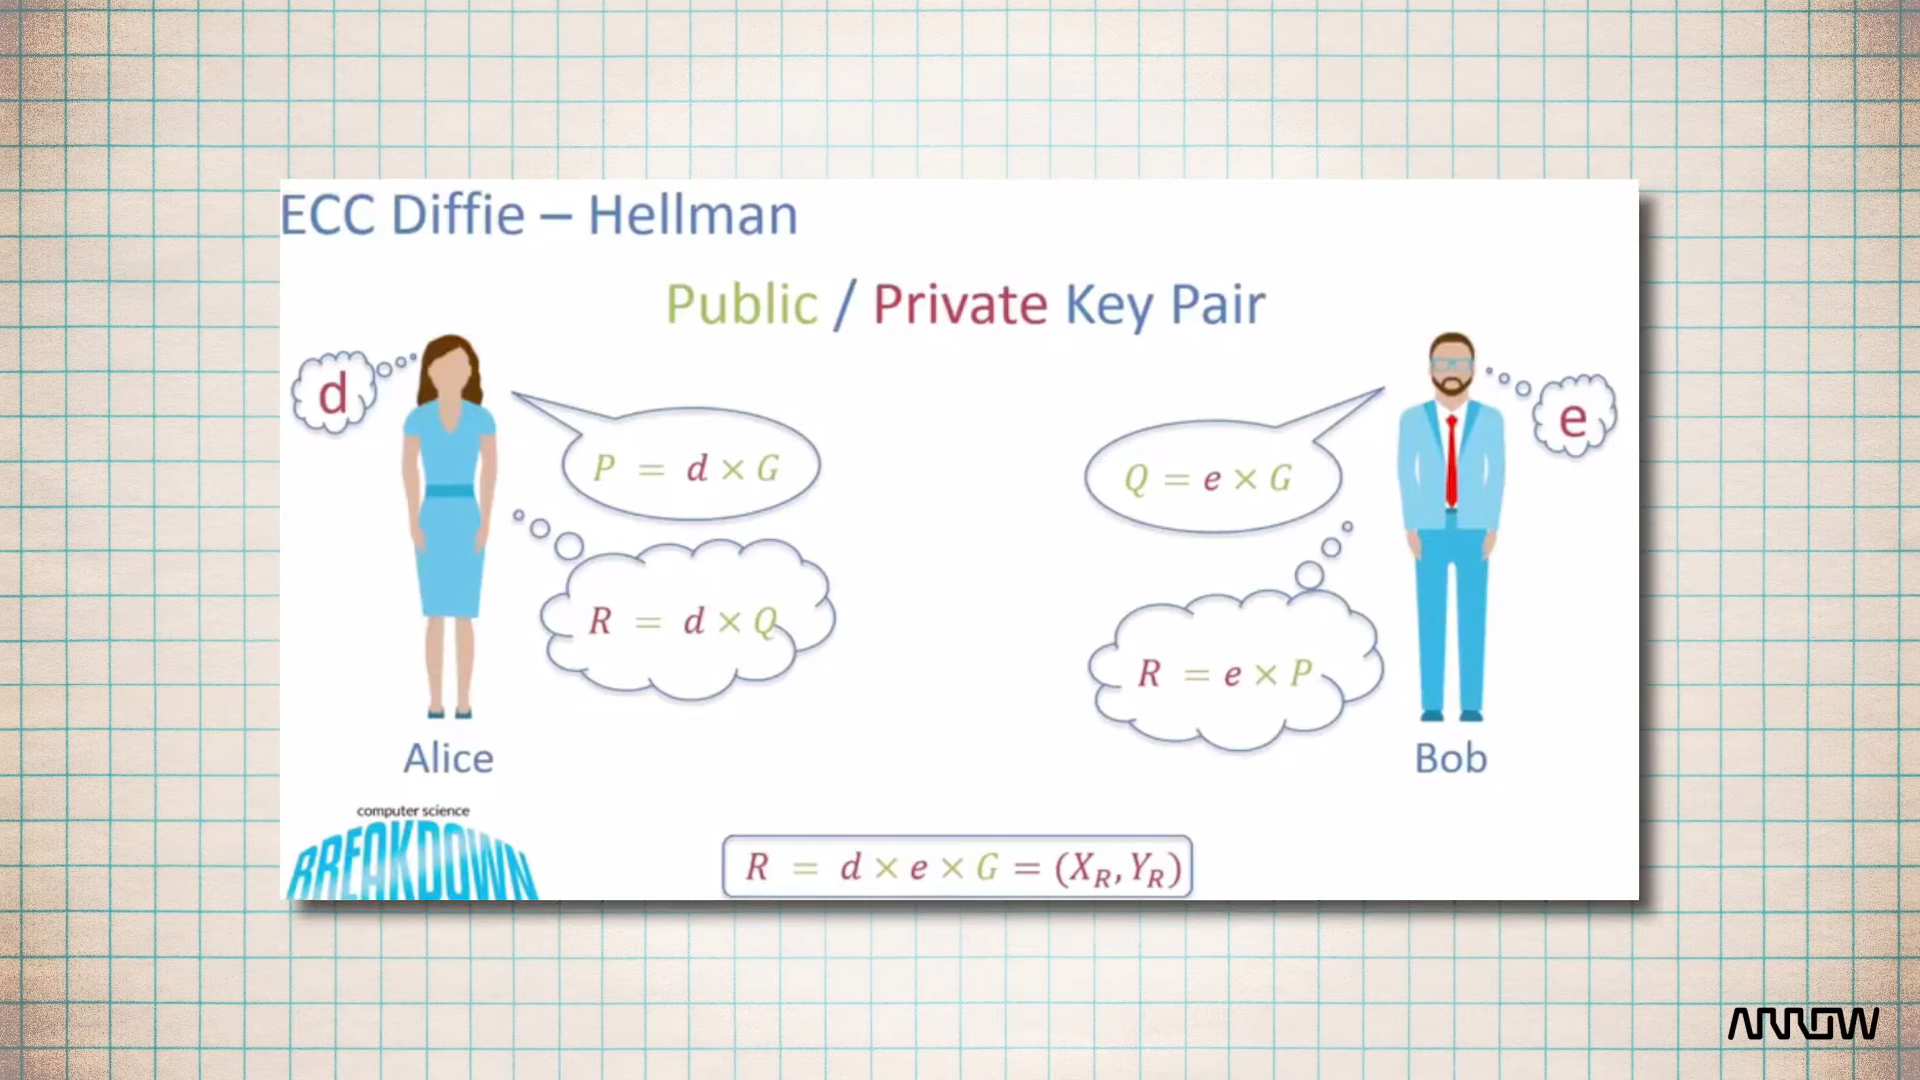 ECC Diffie – Hellman
Public / Private Key Pair
d
e
P = d × G
Q = e × G
R = d × Q
R = e × P
Alice
Bob
computer science
BREAKDOWN
R = d × e × G = (X_R, Y_R)
ARROW